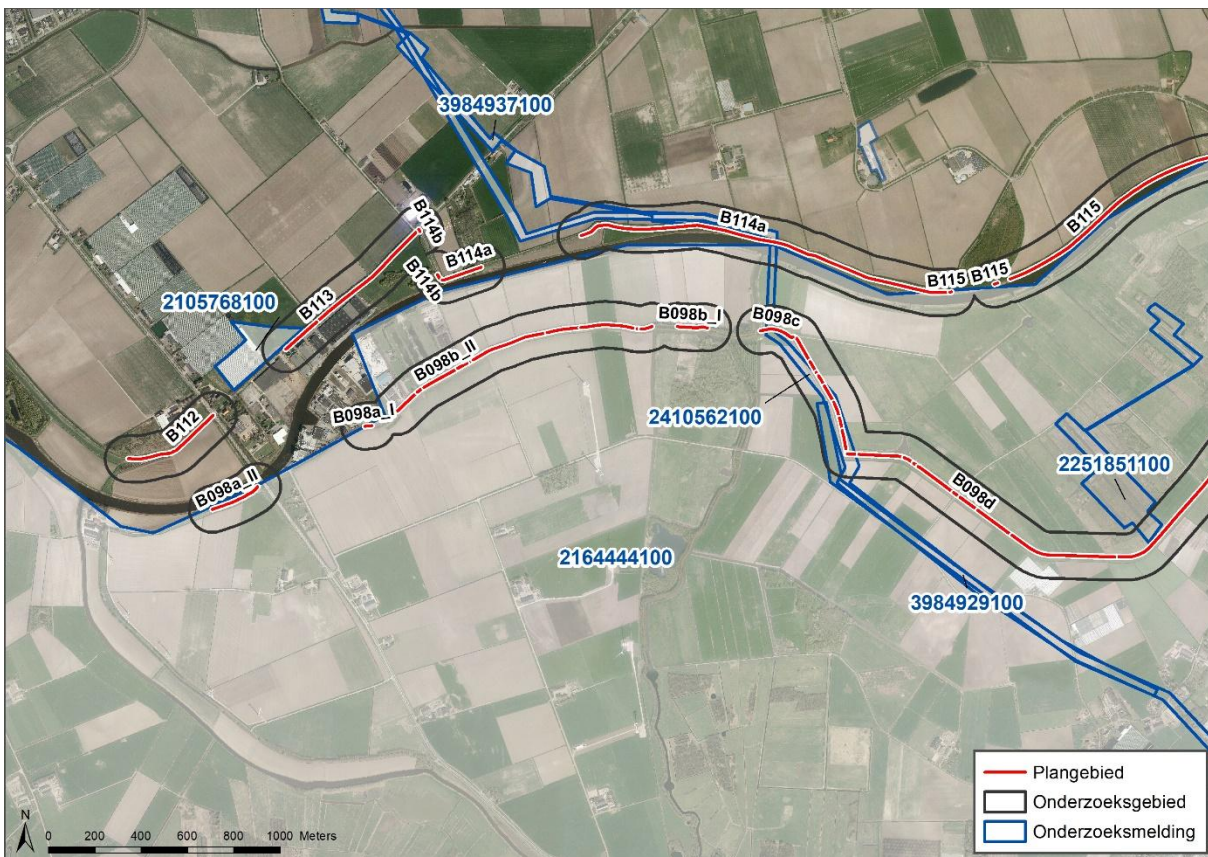 3984937100
B114b
B114a
B115
B114a
B115
B115
B114b
2105768100
B113
B098b_I
B098c
B098b_II
B098a_I
2410562100
B112
2251851100
B098a_II
B098d
2164444100
3984929100
Plangebied
Onderzoeksgebied
Onderzoeksmelding
N
0 200 400 600 800 1000 Meters